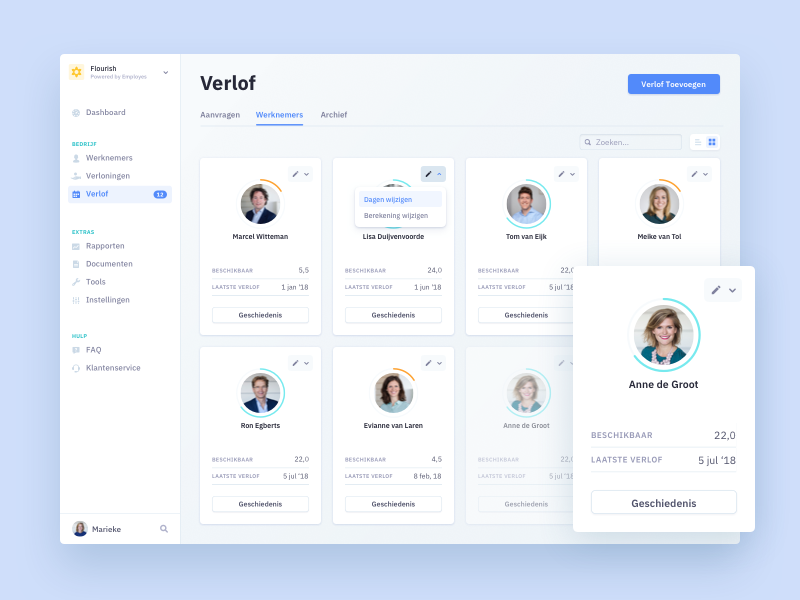 Flourish
Powered by Employes
Dashboard
BEDRIJF
Werknemers
Verloningen
Verlof
12
EXTRAS
Rapporten
Documenten
Tools
Instellingen
HULP
FAQ
Klantenservice
Marieke
Verlof
Verlof Toevoegen
Aanvragen Werknemers Archief
Zoeken...
Marcel Witteman
BESCHIKBAAR 5,5
LAATSTE VERLOF 1 jan '18
Geschiedenis
Dagen wijzigen
Berekening wijzigen
Lisa Duijvenvoorde
BESCHIKBAAR 24,0
LAATSTE VERLOF 1 jun '18
Geschiedenis
Tom van Eijk
BESCHIKBAAR 22,0
LAATSTE VERLOF 5 jul '18
Geschiedenis
Meike van Tol
Ron Egberts
BESCHIKBAAR 22,0
LAATSTE VERLOF 5 jul '18
Geschiedenis
Evianne van Laren
BESCHIKBAAR 4,5
LAATSTE VERLOF 8 feb, 18
Geschiedenis
Anne de Groot
BESCHIKBAAR 22,0
LAATSTE VERLOF 5 jul '18
Geschiedenis
Anne de Groot
BESCHIKBAAR 22,0
LAATSTE VERLOF 5 jul '18
Geschiedenis